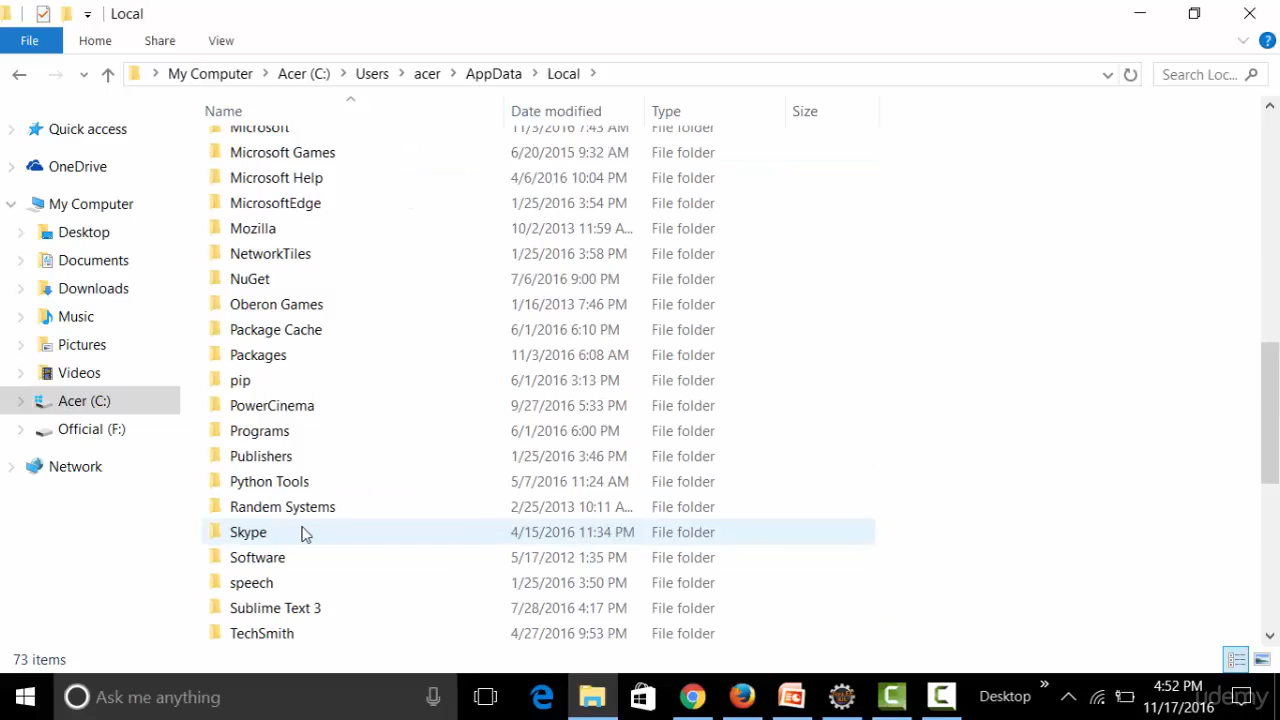 Local
File Home Share View
My Computer Acer (C:) Users acer AppData Local Search Loc...
Name Date modified Type Size
Quick access
OneDrive
My Computer
Desktop
Documents
Downloads
Music
Pictures
Videos
Acer (C:)
Official (F:)
Network
Microsoft 11/3/2016 7:43 AM File folder
Microsoft Games 6/20/2015 9:32 AM File folder
Microsoft Help 4/6/2016 10:04 PM File folder
MicrosoftEdge 1/25/2016 3:54 PM File folder
Mozilla 10/2/2013 11:59 A... File folder
NetworkTiles 1/25/2016 3:58 PM File folder
NuGet 7/6/2016 9:00 PM File folder
Oberon Games 1/16/2013 7:46 PM File folder
Package Cache 6/1/2016 6:10 PM File folder
Packages 11/3/2016 6:08 AM File folder
pip 6/1/2016 3:13 PM File folder
PowerCinema 9/27/2016 5:33 PM File folder
Programs 6/1/2016 6:00 PM File folder
Publishers 1/25/2016 3:46 PM File folder
Python Tools 5/7/2016 11:24 AM File folder
Randem Systems 2/25/2013 10:11 A... File folder
Skype 4/15/2016 11:34 PM File folder
Software 5/17/2012 1:35 PM File folder
speech 1/25/2016 3:50 PM File folder
Sublime Text 3 7/28/2016 4:17 PM File folder
TechSmith 4/27/2016 9:53 PM File folder
73 items
Ask me anything
Desktop
4:52 PM
11/17/2016
udemy